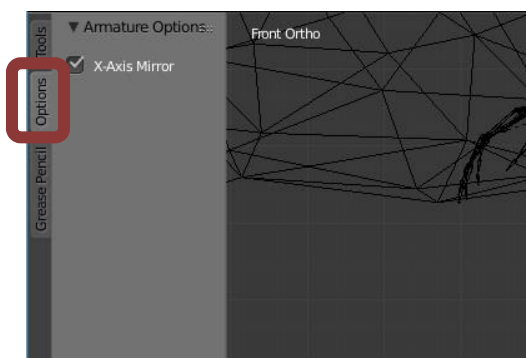 Tools
Options
Grease Pencil
▼ Armature Options
X-Axis Mirror
Front Ortho